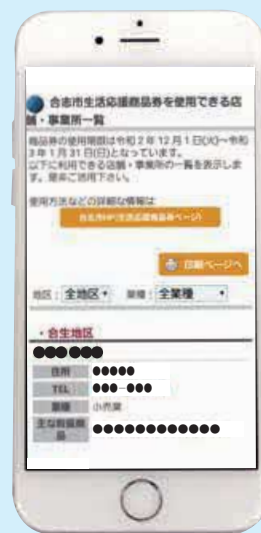 合志市生活応援商品券を使用できる店
舗・事業所一覧
商品券の使用期間は令和2年12月1日(火)～令和
3年1月31日(日)となっています。
以下に利用できる店舗・事業所の一覧を表示しま
す。是非ご活用下さい。
使用方法などの詳細な情報は
合志市HP(生活応援商品券ページ)
印刷ページへ
地区：全地区 業種：全業種
・合生地区
●●●●●●
住所 ●●●●●
TEL ●●●−●●●
業種 小売業
主な取扱商
品 ●●●●●●●●●●●●